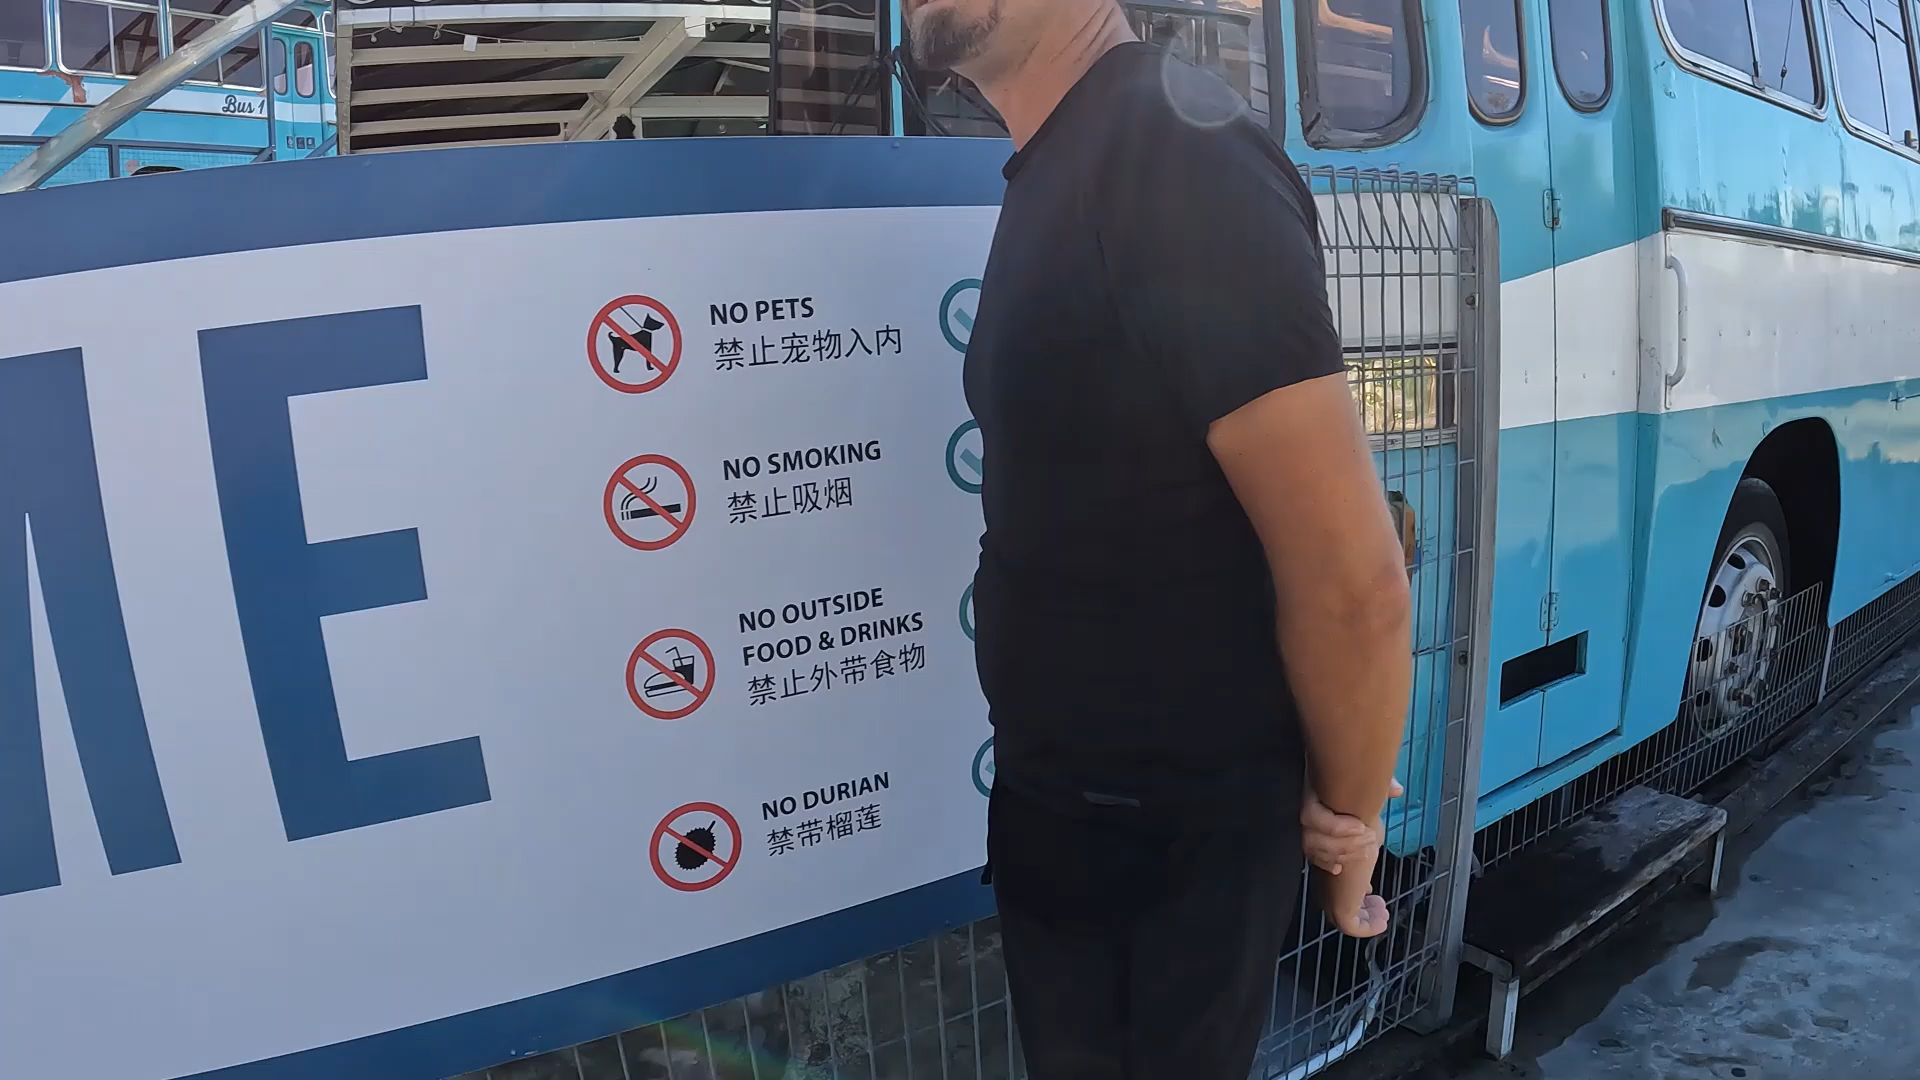 Bus 1
ME
NO PETS
禁止宠物入内
NO SMOKING
禁止吸烟
NO OUTSIDE
FOOD & DRINKS
禁止外带食物
NO DURIAN
禁带榴莲